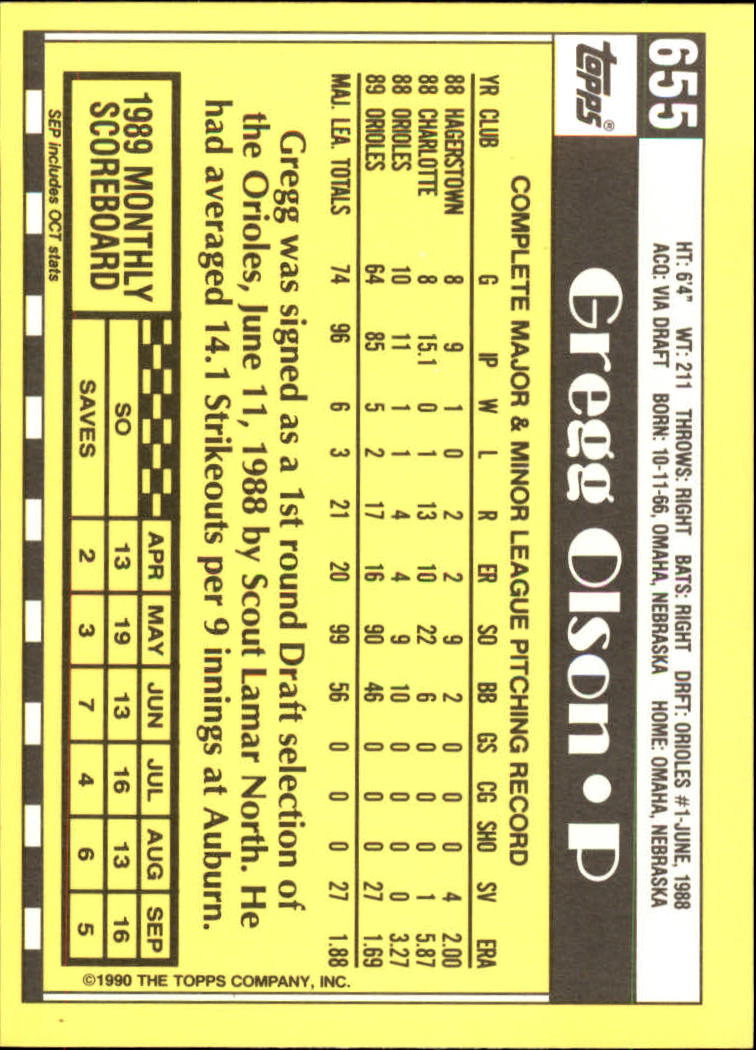 655
HT: 6'4" WT: 211 THROWS: RIGHT BATS: RIGHT DRFT: ORIOLES #1-JUNE, 1988
ACQ: VIA DRAFT BORN: 10-11-66, OMAHA, NEBRASKA HOME: OMAHA, NEBRASKA
topps® Gregg Olson • P
COMPLETE MAJOR & MINOR LEAGUE PITCHING RECORD
YR CLUB G IP W L R ER SO BB GS CG SHO SV ERA
88 HAGERSTOWN 8 9 1 0 2 2 9 2 0 0 0 4 2.00
88 CHARLOTTE 8 15.1 0 1 13 10 22 6 0 0 0 1 5.87
88 ORIOLES 10 11 1 1 4 4 9 10 0 0 0 0 3.27
89 ORIOLES 64 85 5 2 17 16 90 46 0 0 0 27 1.69
MAJ. LEA. TOTALS 74 96 6 3 21 20 99 56 0 0 0 27 1.88
Gregg was signed as a 1st round Draft selection of
the Orioles, June 11, 1988 by Scout Lamar North. He
had averaged 14.1 Strikeouts per 9 innings at Auburn.
1989 MONTHLY
SCOREBOARD
APR MAY JUN JUL AUG SEP
SO 13 19 13 16 13 16
SAVES 2 3 7 4 6 5
SEP includes OCT stats
©1990 THE TOPPS COMPANY, INC.